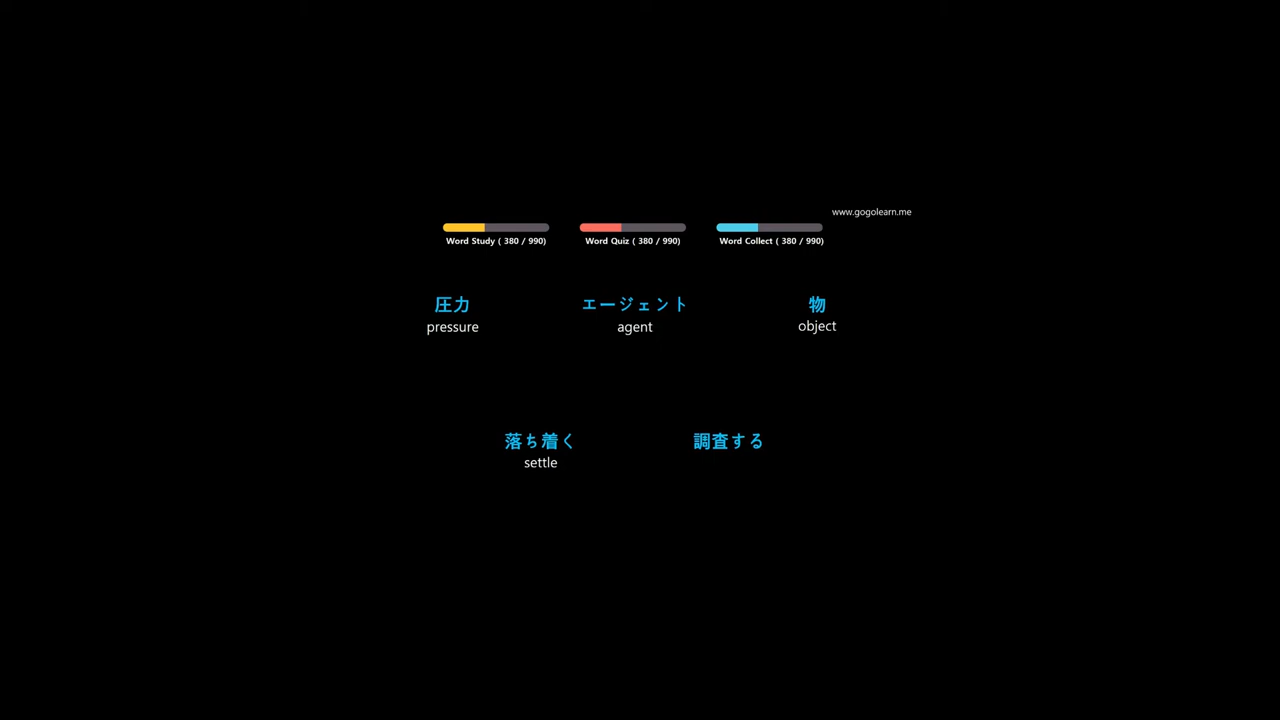 www.gogolearn.me
Word Study ( 380 / 990) Word Quiz ( 380 / 990) Word Collect ( 380 / 990)
圧力 エージェント 物
pressure agent object
落ち着く 調査する
settle